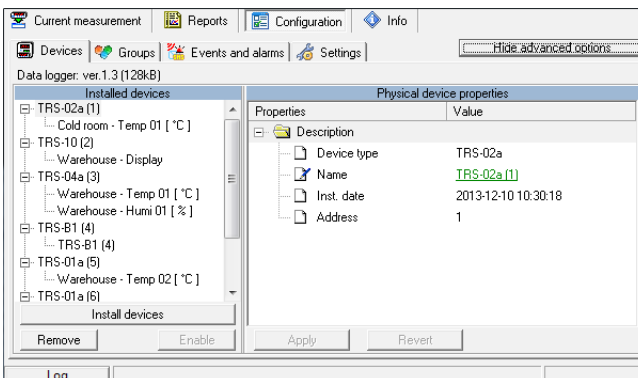 Current measurement Reports Configuration Info
Devices Groups Events and alarms Settings Hide advanced options
Data logger: ver.1.3 (128kB)
Installed devices
TRS-02a (1)
Cold room - Temp 01 [ °C ]
TRS-10 (2)
Warehouse - Display
TRS-04a (3)
Warehouse - Temp 01 [ °C ]
Warehouse - Humi 01 [ % ]
TRS-B1 (4)
TRS-B1 (4)
TRS-01a (5)
Warehouse - Temp 02 [ °C ]
TRS-01a (6)
Install devices
Remove Enable
Physical device properties
Properties Value
Description
Device type TRS-02a
Name TRS-02a (1)
Inst. date 2013-12-10 10:30:18
Address 1
Apply Revert
Log